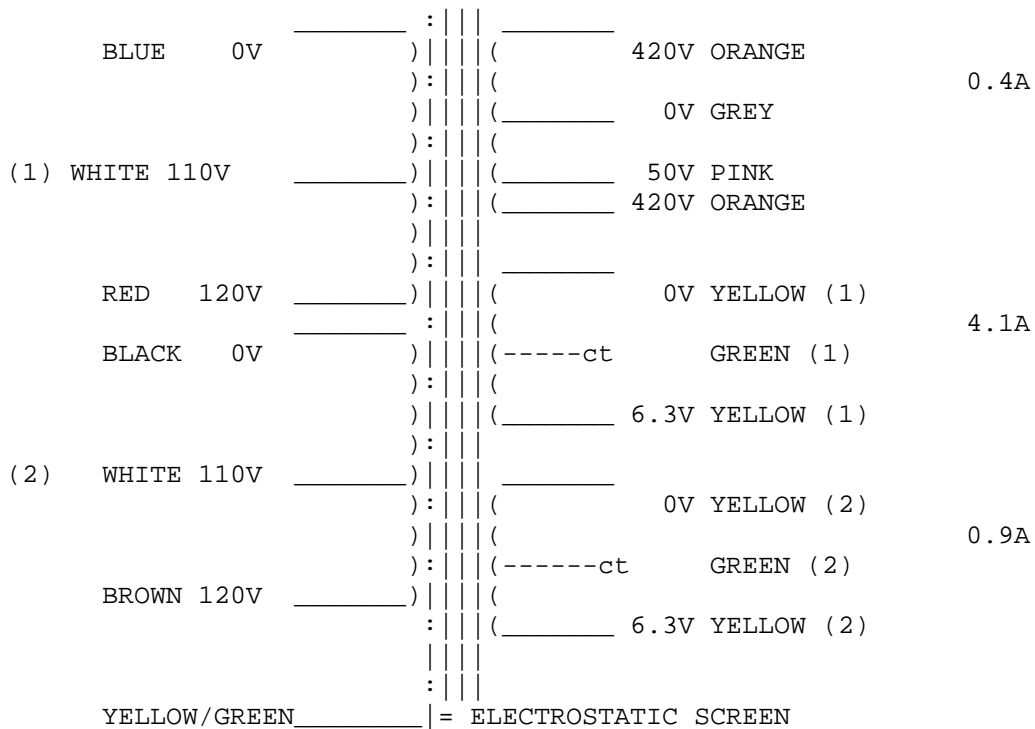 BLUE 0V 420V ORANGE
0.4A
0V GREY
(1) WHITE 110V 50V PINK
420V ORANGE
RED 120V 0V YELLOW (1)
4.1A
BLACK 0V -----ct GREEN (1)
6.3V YELLOW (1)
(2) WHITE 110V
0V YELLOW (2)
0.9A
------ct GREEN (2)
BROWN 120V
6.3V YELLOW (2)
YELLOW/GREEN_________|= ELECTROSTATIC SCREEN